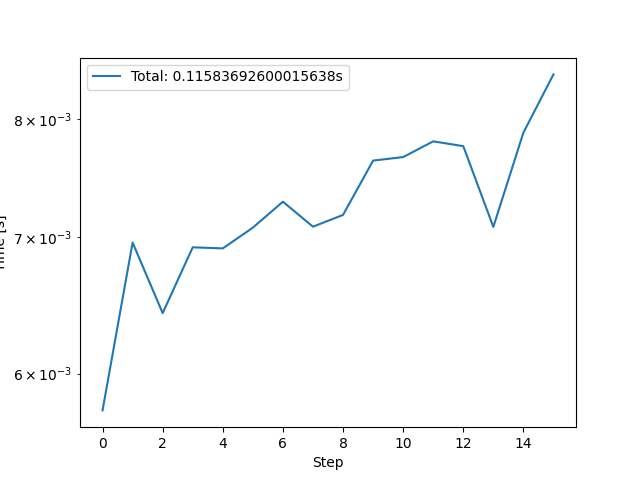 Total: 0.11583692600015638s
8 × 10⁻³
7 × 10⁻³
6 × 10⁻³
[s]
0 2 4 6 8 10 12 14
Step